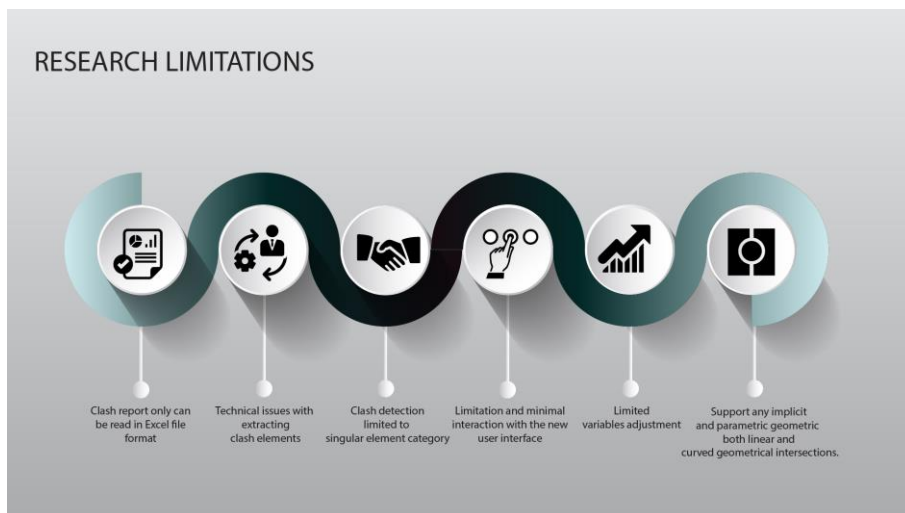 RESEARCH LIMITATIONS
Clash report only can
be read in Excel file
format
Technical issues with
extracting
clash elements
Clash detection
limited to
singular element category
Limitation and minimal
interaction with the new
user interface
Limited
variables adjustment
Support any implicit
and parametric geometric
both linear and
curved geometrical intersections.